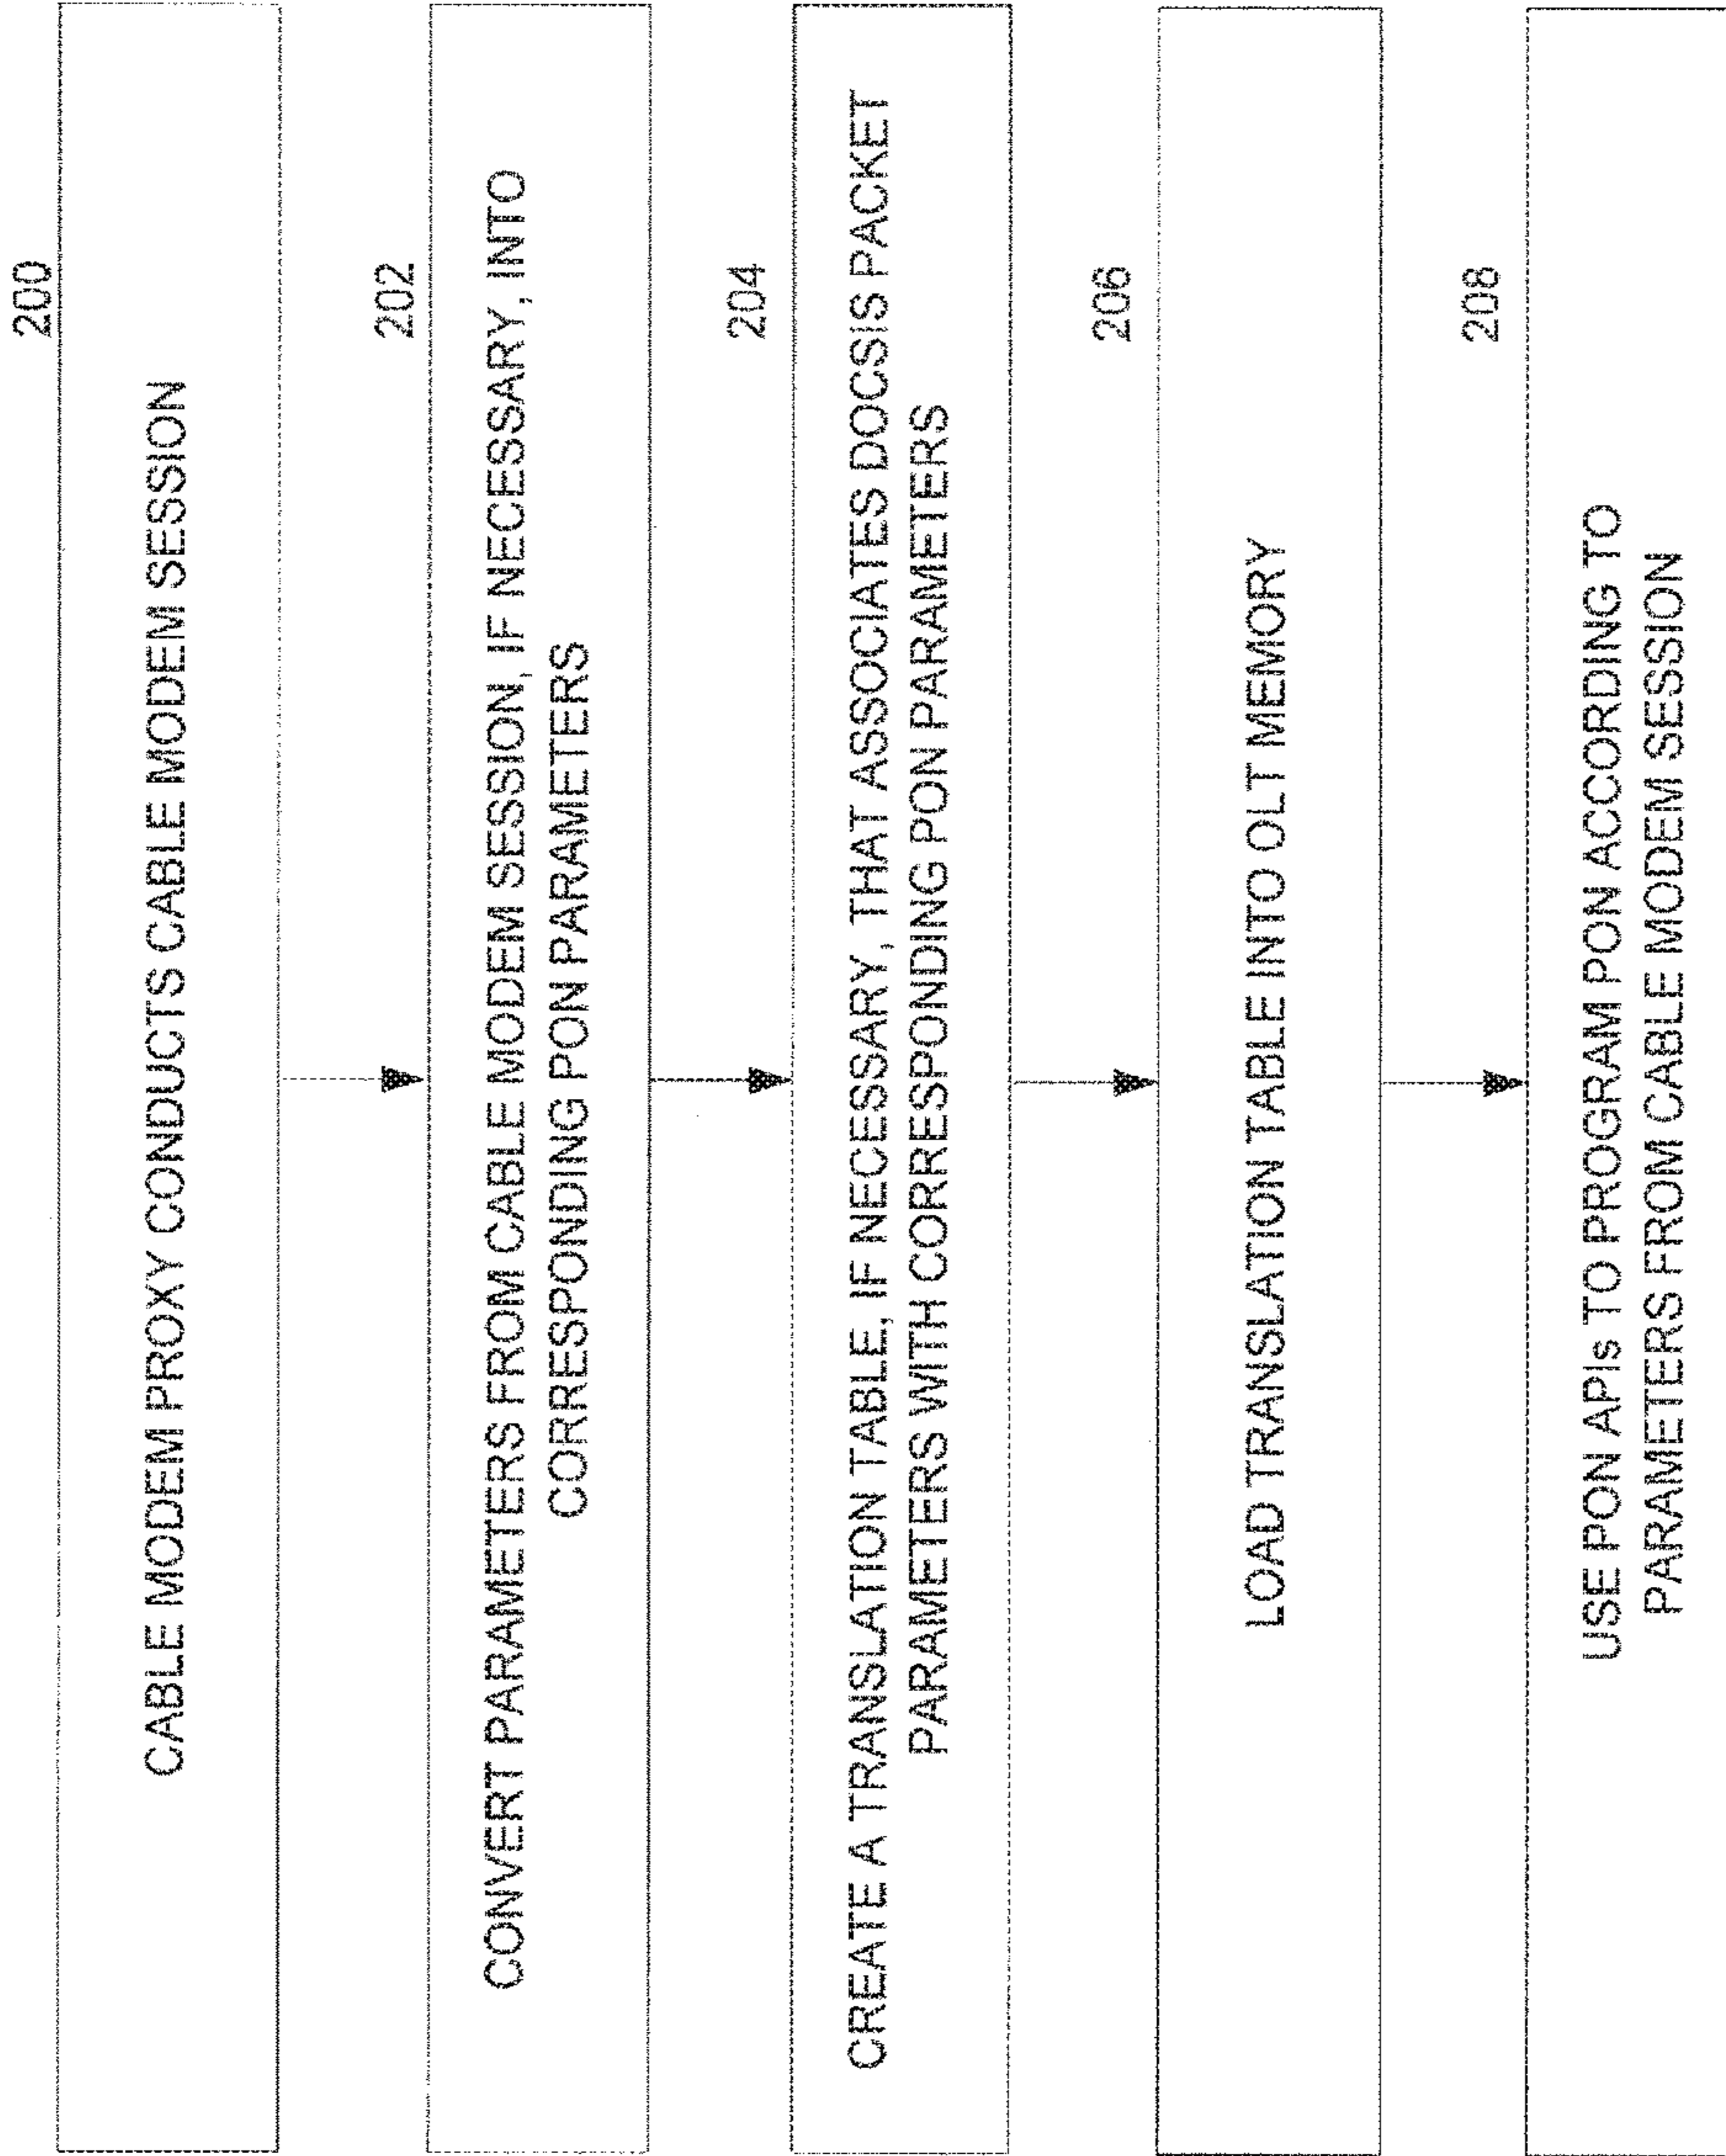 200
CABLE MODEM PROXY CONDUCTS CABLE MODEM SESSION
202
CONVERT PARAMETERS FROM CABLE MODEM SESSION, IF NECESSARY, INTO
CORRESPONDING PON PARAMETERS
204
CREATE A TRANSLATION TABLE, IF NECESSARY, THAT ASSOCIATES DOCSIS PACKET
PARAMETERS WITH CORRESPONDING PON PARAMETERS
206
LOAD TRANSLATION TABLE INTO OLT MEMORY
208
USE PON APIs TO PROGRAM PON ACCORDING TO
PARAMETERS FROM CABLE MODEM SESSION